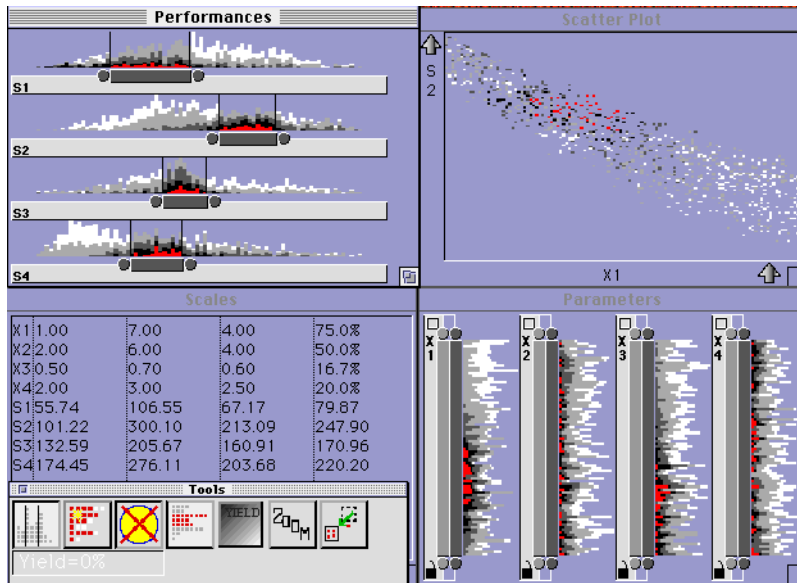 Performances
S1
S2
S3
S4
Scatter Plot
S
2
X1
Scales
X1 1.00 7.00 4.00 75.0%
X2 2.00 6.00 4.00 50.0%
X3 0.50 0.70 0.60 16.7%
X4 2.00 3.00 2.50 20.0%
S1 55.74 106.55 67.17 79.87
S2 101.22 300.10 213.09 247.90
S3 132.59 205.67 160.91 170.96
S4 174.45 276.11 203.68 220.20
Tools
YIELD
ZOOM
Yield=0%
Parameters
X
1
X
2
X
3
X
4